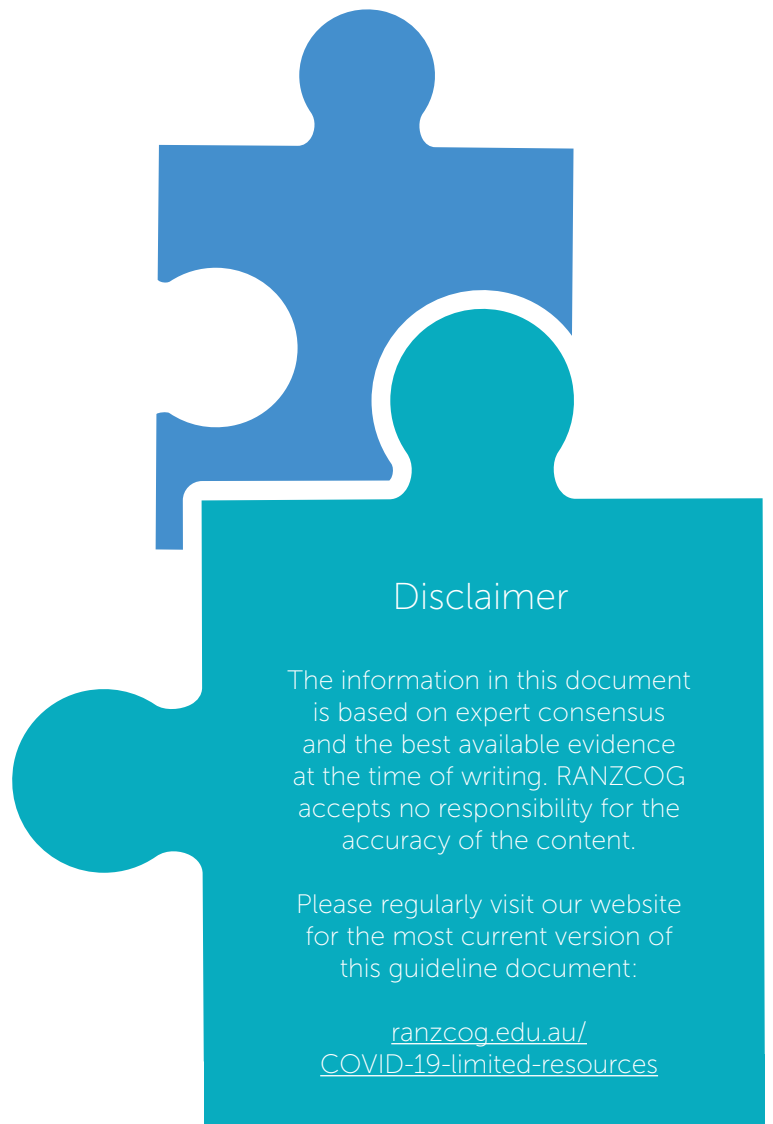 Disclaimer
The information in this document
is based on expert consensus
and the best available evidence
at the time of writing. RANZCOG
accepts no responsibility for the
accuracy of the content.
Please regularly visit our website
for the most current version of
this guideline document:
ranzcog.edu.au/
COVID-19-limited-resources